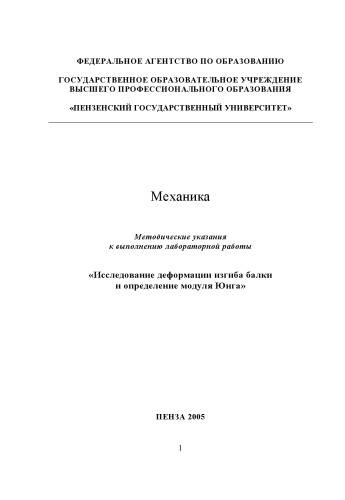 ФЕДЕРАЛЬНОЕ АГЕНТСТВО ПО ОБРАЗОВАНИЮ
ГОСУДАРСТВЕННОЕ ОБРАЗОВАТЕЛЬНОЕ УЧРЕЖДЕНИЕ
ВЫСШЕГО ПРОФЕССИОНАЛЬНОГО ОБРАЗОВАНИЯ
«ПЕНЗЕНСКИЙ ГОСУДАРСТВЕННЫЙ УНИВЕРСИТЕТ»
Механика
Методические указания
к выполнению лабораторной работы
«Исследование деформации изгиба балки
и определение модуля Юнга»
ПЕНЗА 2005
1